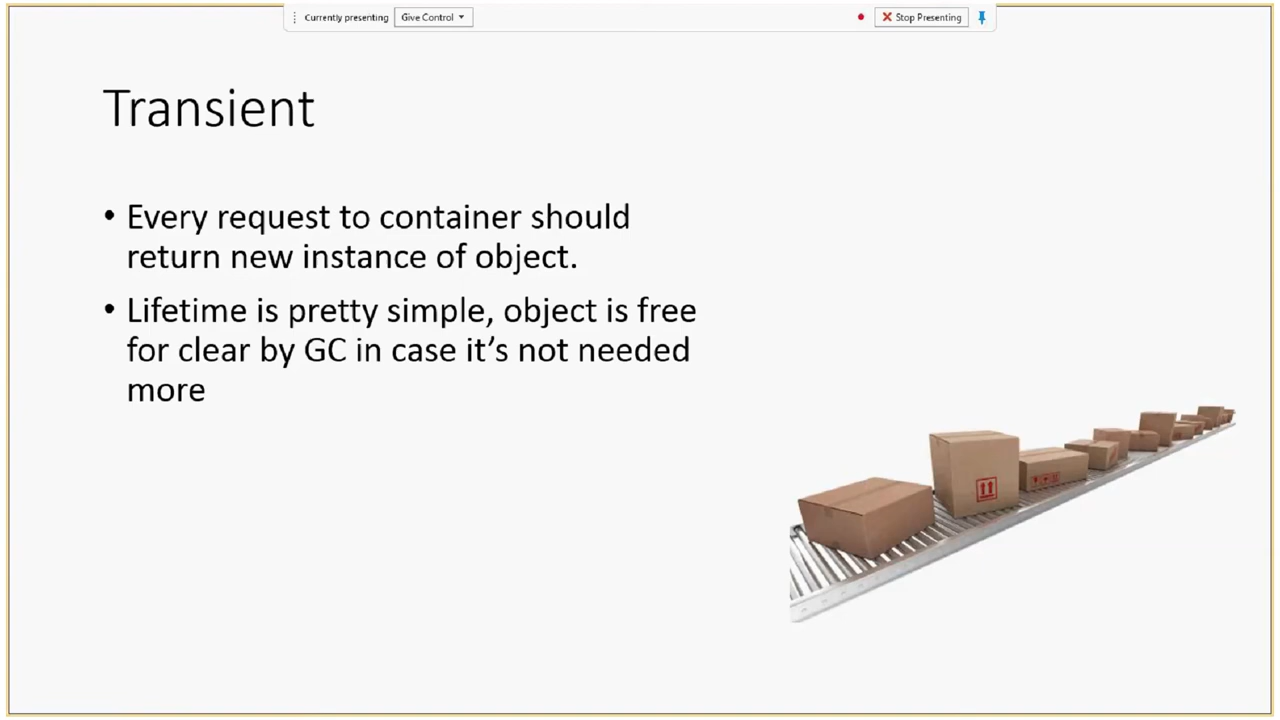 Currently presenting Give Control Stop Presenting
Transient
• Every request to container should
return new instance of object.
• Lifetime is pretty simple, object is free
for clear by GC in case it’s not needed
more